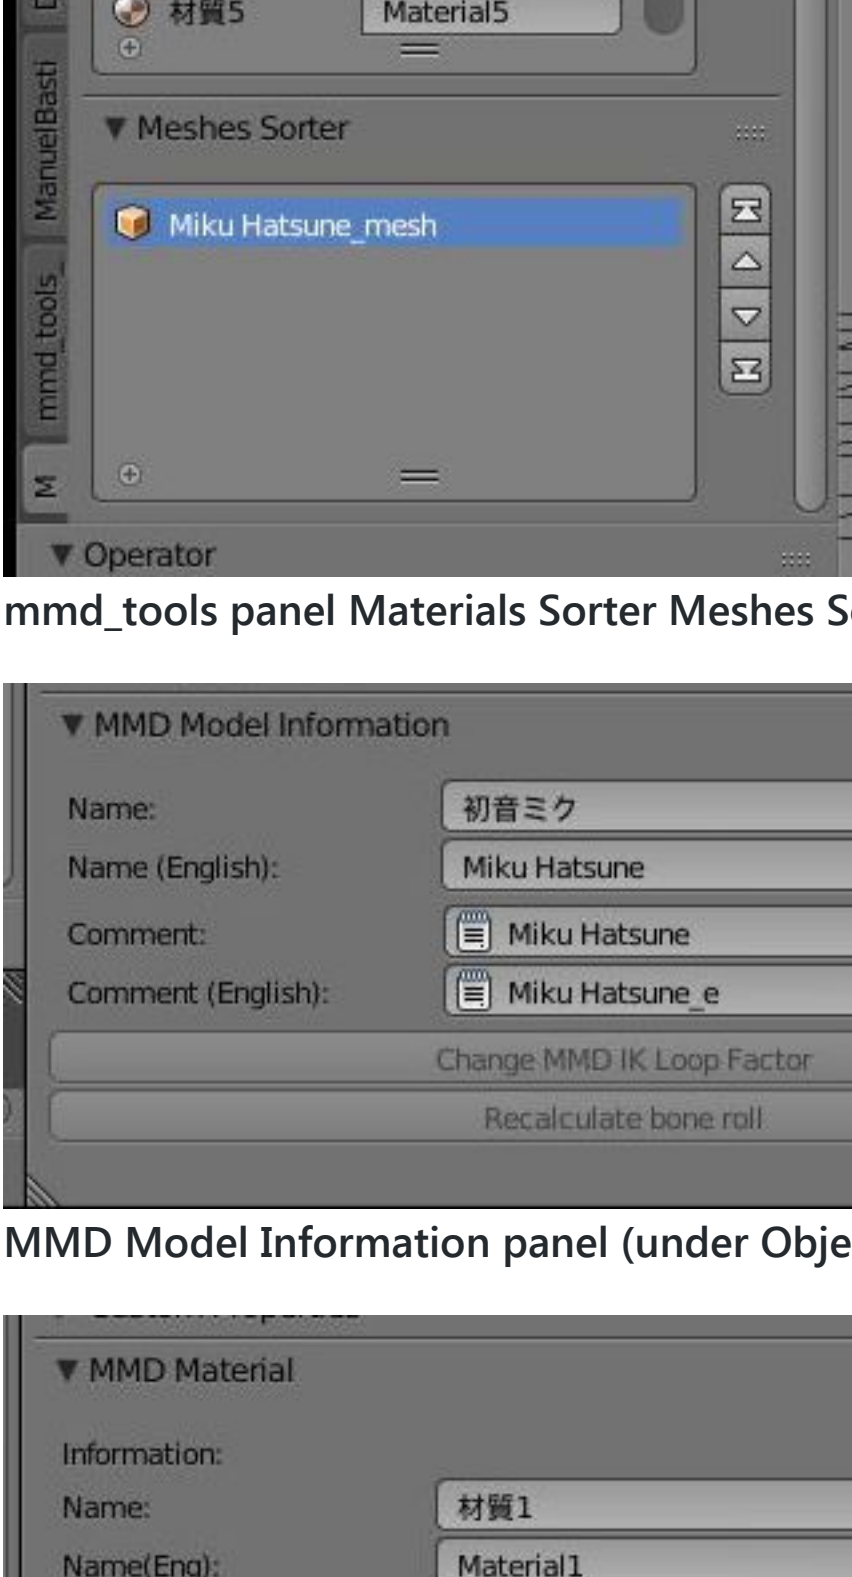 材質5 Material5
ManuelBasti
Meshes Sorter
Miku Hatsune_mesh
mmd_tools_
M
Operator
mmd_tools panel Materials Sorter Meshes
MMD Model Information
Name: 初音ミク
Name (English): Miku Hatsune
Comment: Miku Hatsune
Comment (English): Miku Hatsune_e
Change MMD IK Loop Factor
Recalculate bone roll
MMD Model Information panel (under
MMD Material
Information:
Name: 材質1
Name(Eng): Material1